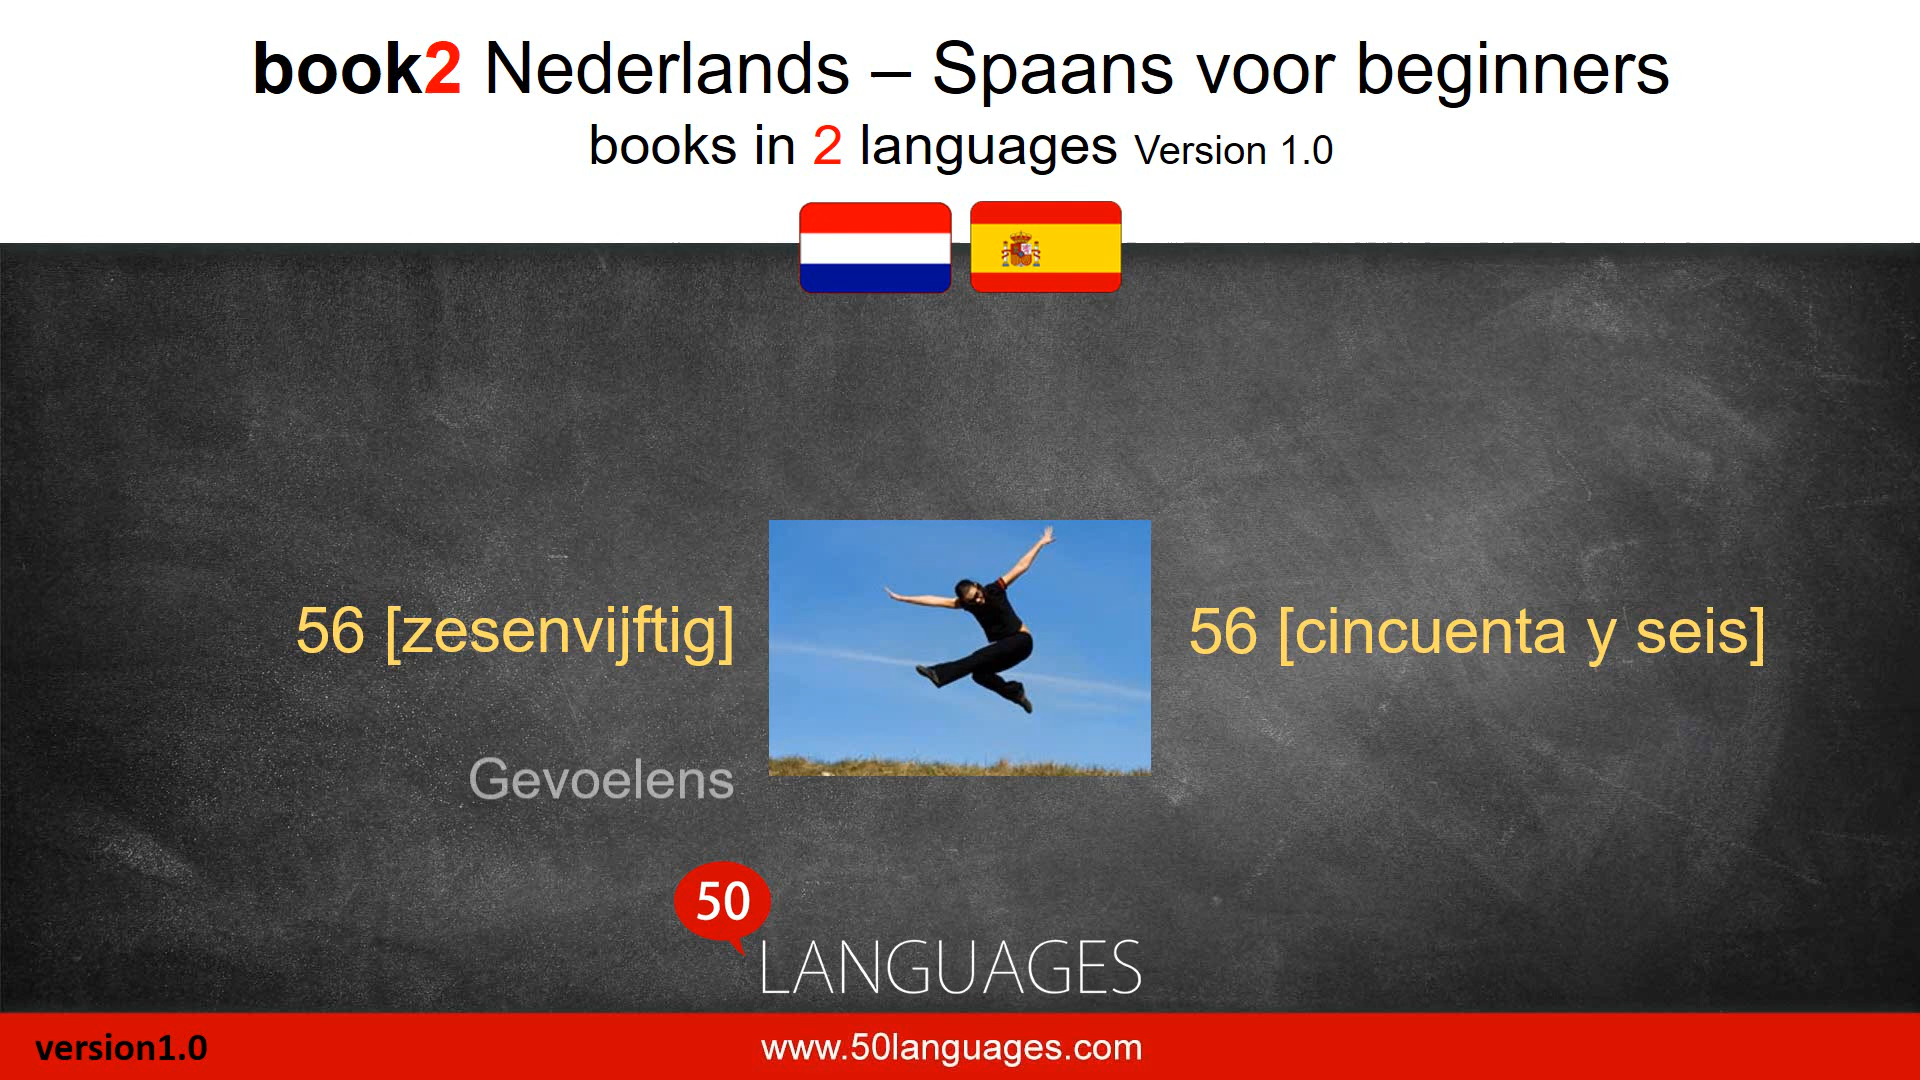 book2 Nederlands – Spaans voor beginners
books in 2 languages Version 1.0
56 [zesenvijftig]
56 [cincuenta y seis]
Gevoelens
50
LANGUAGES
version1.0
www.50languages.com